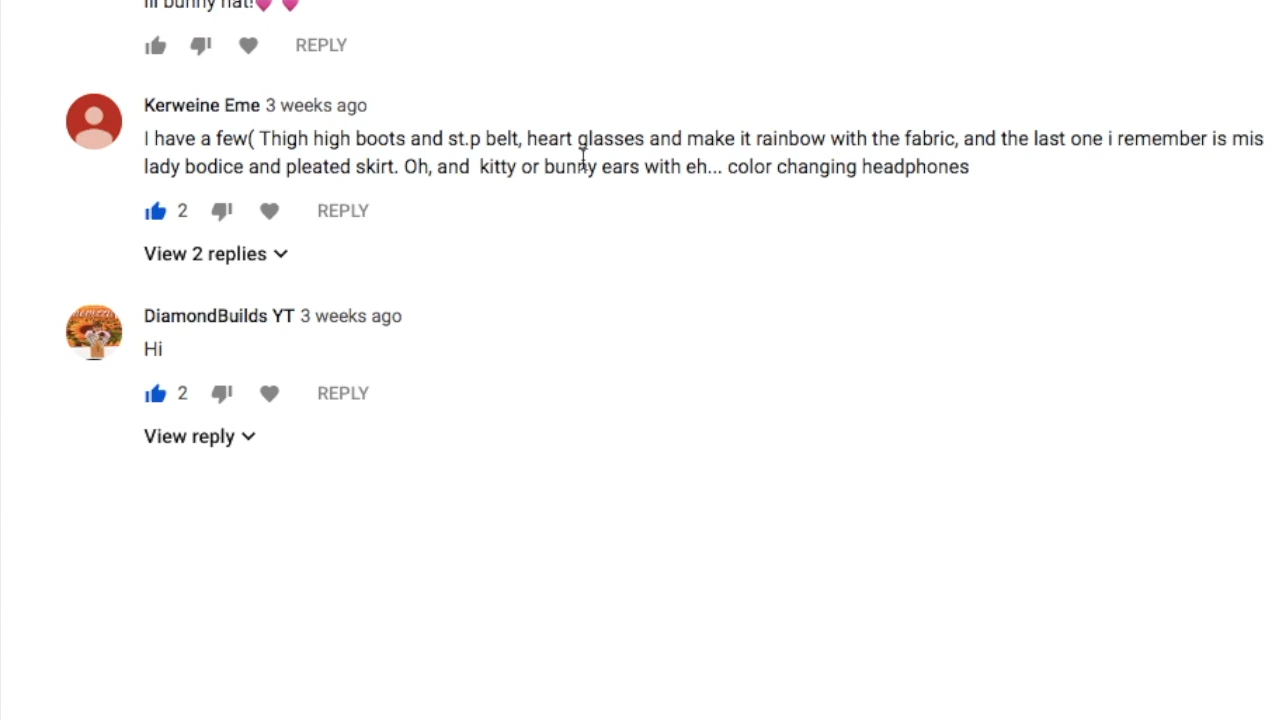 lil bunny hat!💗 💗
REPLY
Kerweine Eme 3 weeks ago
I have a few( Thigh high boots and st.p belt, heart glasses and make it rainbow with the fabric, and the last one i remember is mis
lady bodice and pleated skirt. Oh, and  kitty or bunny ears with eh... color changing headphones
2 REPLY
View 2 replies
DiamondBuilds YT 3 weeks ago
Hi
2 REPLY
View reply